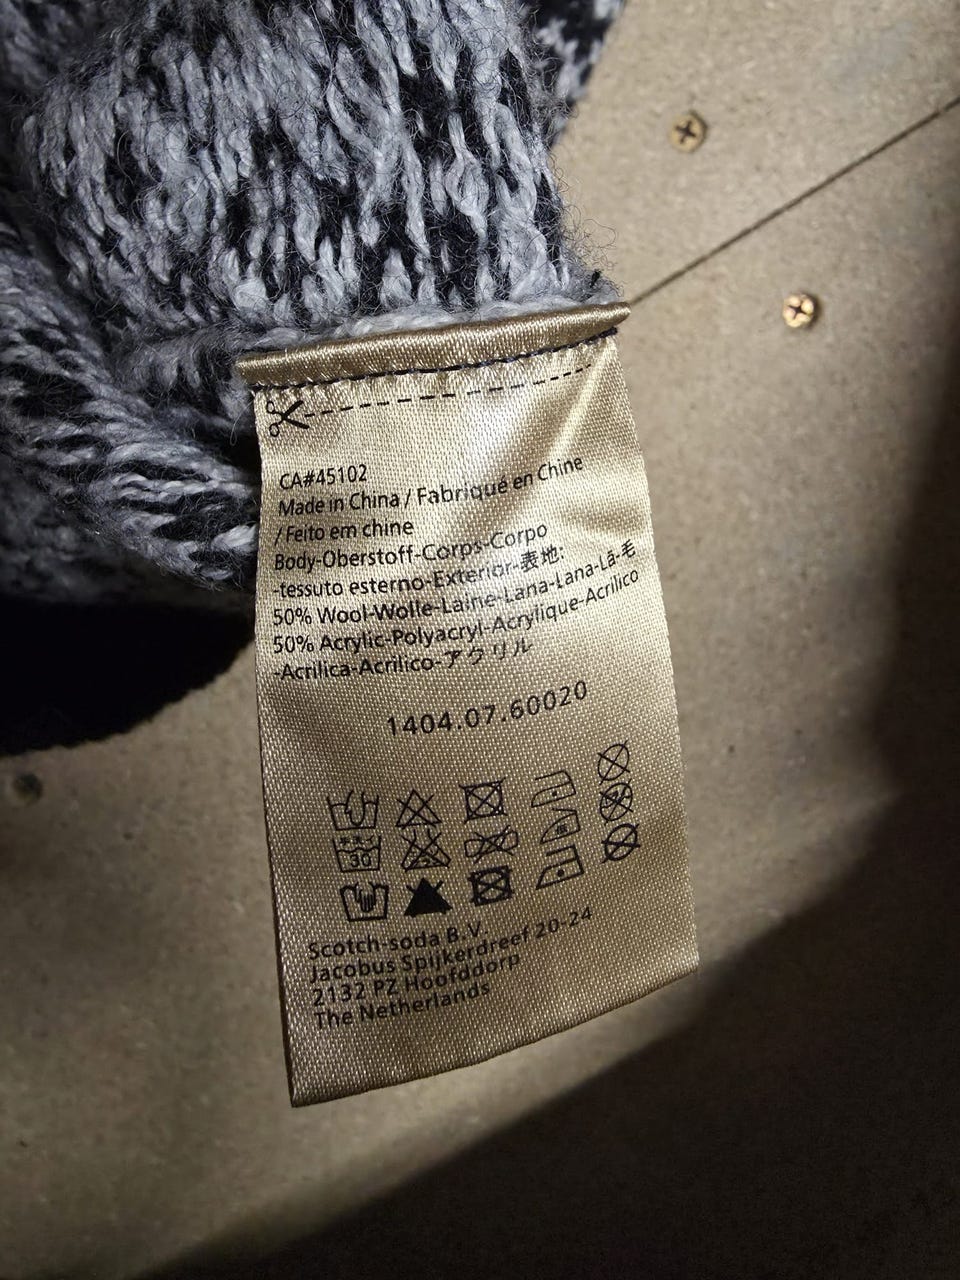 CA#45102
Made in China / Fabriqué en Chine
/ Feito em chine
Body-Oberstoff-Corps-Corpo
-tessuto esterno-Exterior-表地:
50% Wool-Wolle-Laine-Lana-Lana-Lã-毛
50% Acrylic-Polyacryl-Acrylique-Acrílico
-Acrilica-Acrilico-アクリル
1404.07.60020
30
Scotch-soda B.V
Jacobus Spijkerdreef 20-24
2132 PZ Hoofddorp
The Netherlands